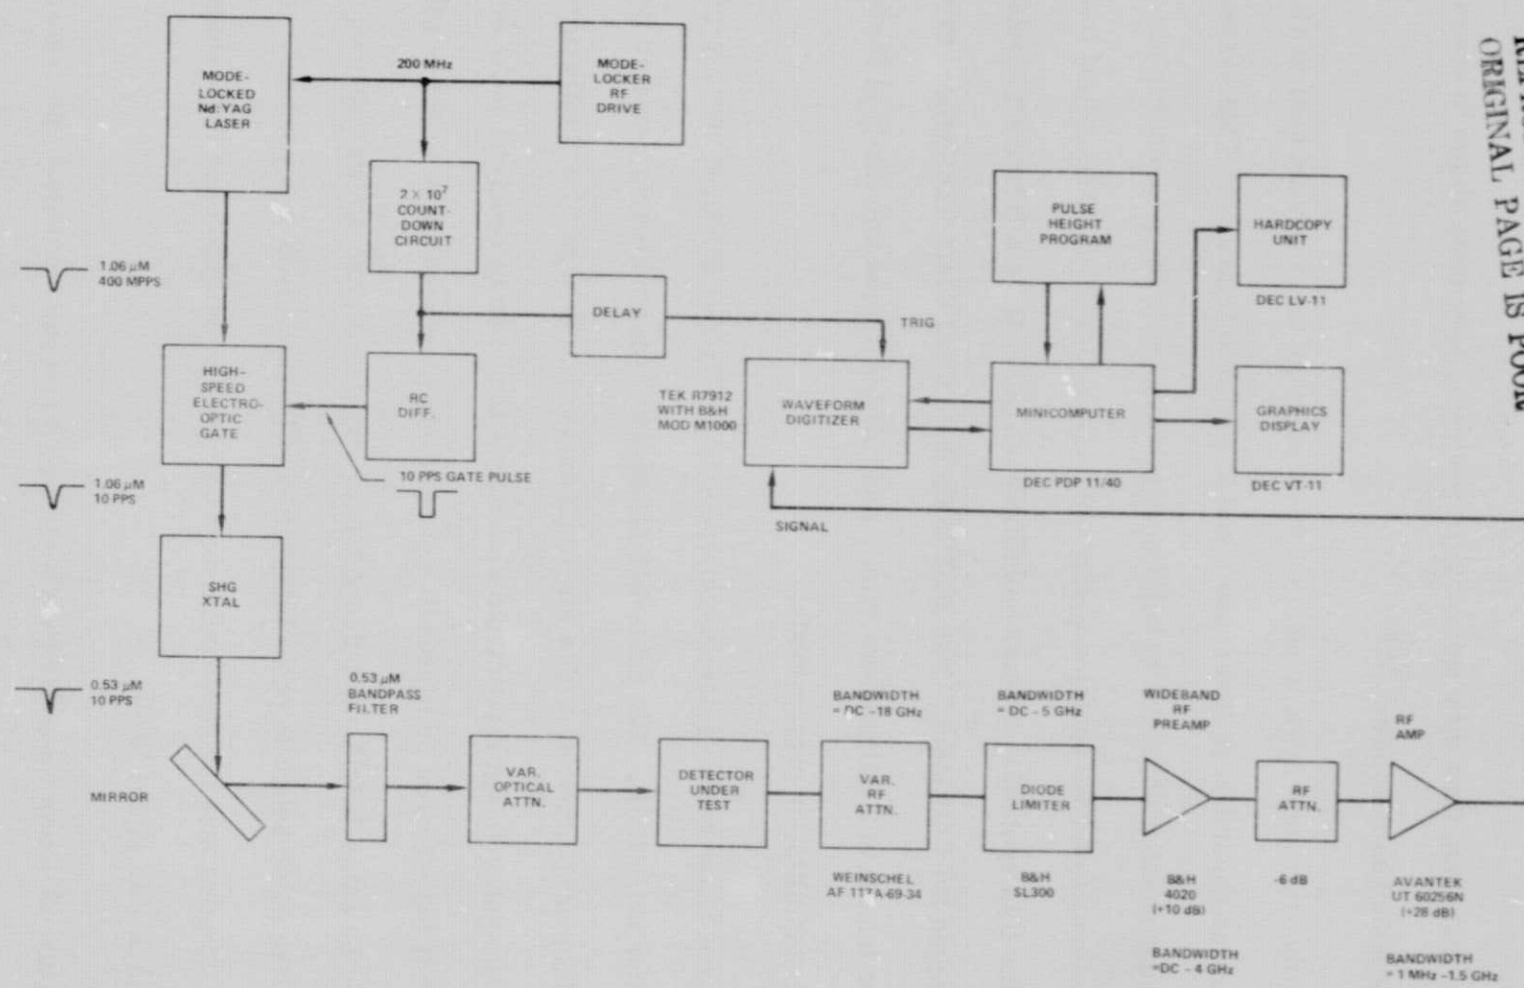 MODE-
LOCKED
Nd:YAG
LASER
200 MHz
MODE-
LOCKER
RF
DRIVE
2 X 10⁷
COUNT-
DOWN
CIRCUIT
PULSE
HEIGHT
PROGRAM
HARDCOPY
UNIT
DEC LV-11
ORIGINAL PAGE IS POOR
1.06 μM
400 MPPS
DELAY
TRIG
HIGH-
SPEED
ELECTRO-
OPTIC
GATE
RC
DIFF.
TEK R7912
WITH B&H
MOD M1000
WAVEFORM
DIGITIZER
MINICOMPUTER
DEC PDP 11/40
GRAPHICS
DISPLAY
DEC VT-11
10 PPS GATE PULSE
1.06 μM
10 PPS
SIGNAL
SHG
XTAL
0.53 μM
10 PPS
MIRROR
0.53 μM
BANDPASS
FILTER
VAR.
OPTICAL
ATTN.
DETECTOR
UNDER
TEST
BANDWIDTH
= DC -18 GHz
VAR.
RF
ATTN.
WEINSCHEL
AF 117A-69-34
BANDWIDTH
= DC - 5 GHz
DIODE
LIMITER
B&H
SL300
WIDEBAND
RF
PREAMP
B&H
4020
(+10 dB)
BANDWIDTH
=DC - 4 GHz
RF
ATTN.
-6 dB
RF
AMP
AVANTEK
UT 60256N
(+28 dB)
BANDWIDTH
= 1 MHz -1.5 GHz